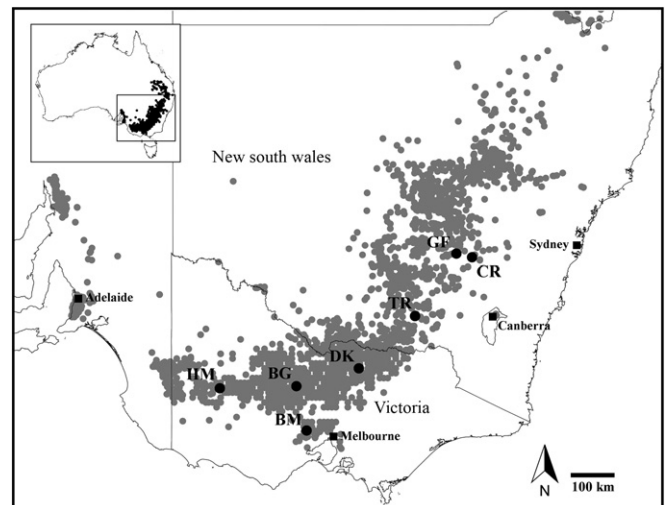 New south wales
GF
Sydney
CR
Adelaide
TR
Canberra
DK
HM
BG
Victoria
BM
Melbourne
N
100 km